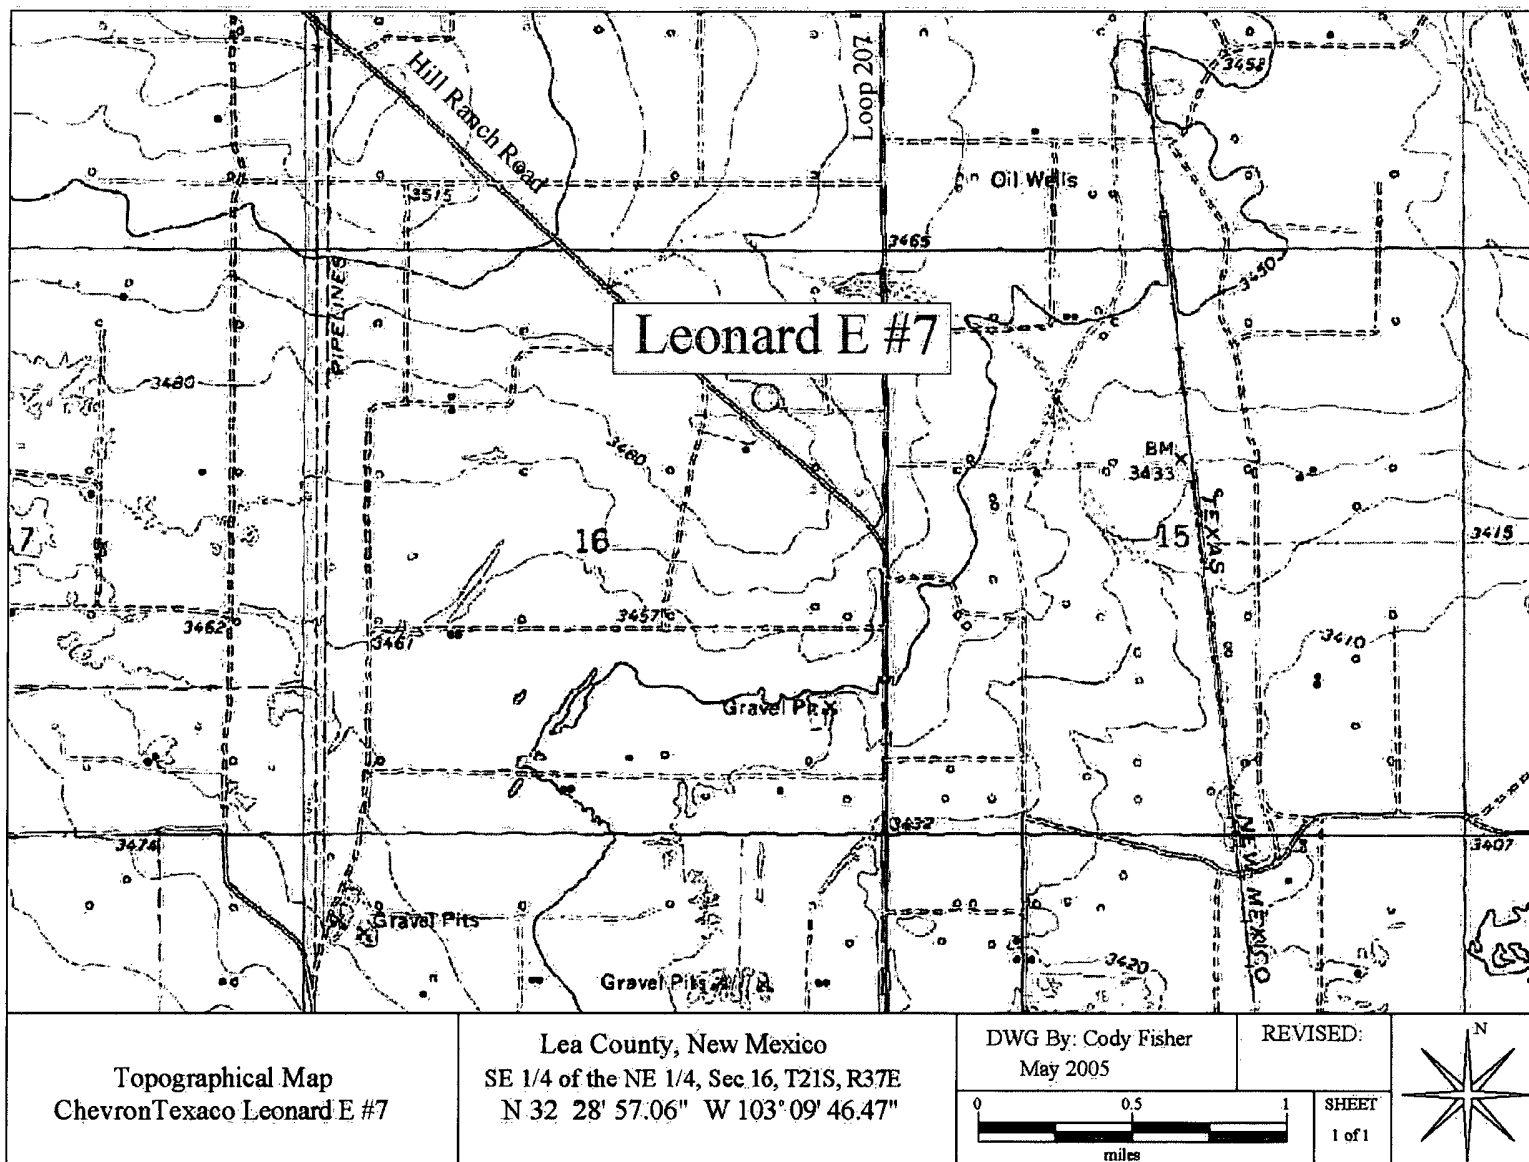 Hill Ranch Road
Loop 207
3452
Oil Wells
3515
3465
PIPELINES
3450
Leonard E #7
3480
3460
BM
3433
TEXAS
7
16
15
3415
3462
3461
3457
3410
Gravel Pit
3474
3432
3407
NEW MEXICO
Gravel Pits
Gravel Pits
3420
Topographical Map
ChevronTexaco Leonard E #7
Lea County, New Mexico
SE 1/4 of the NE 1/4, Sec 16, T21S, R37E
N 32 28' 57.06" W 103° 09' 46.47"
DWG By: Cody Fisher
May 2005
REVISED:
0 0.5 1
miles
SHEET
1 of 1
N